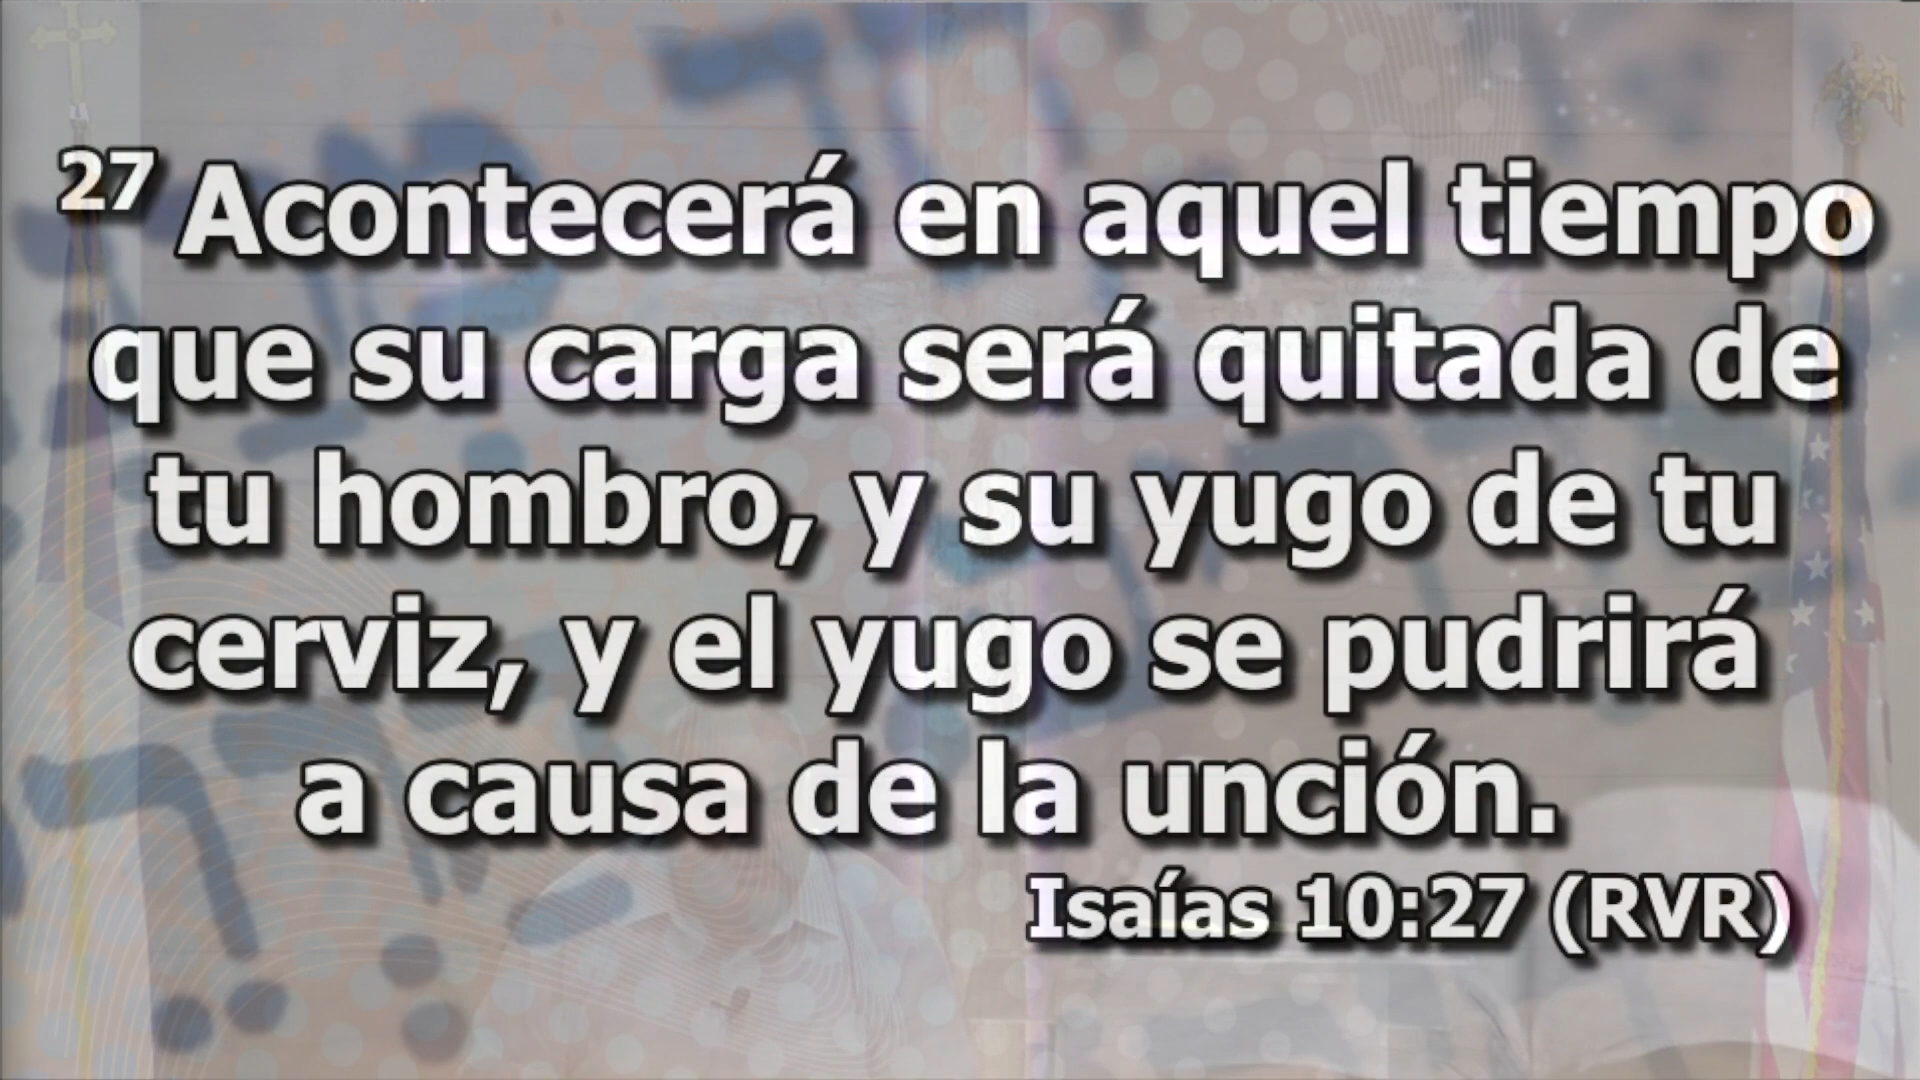 27 Acontecerá en aquel tiempo
que su carga será quitada de
tu hombro, y su yugo de tu
cerviz, y el yugo se pudrirá
a causa de la unción.
Isaías 10:27 (RVR)